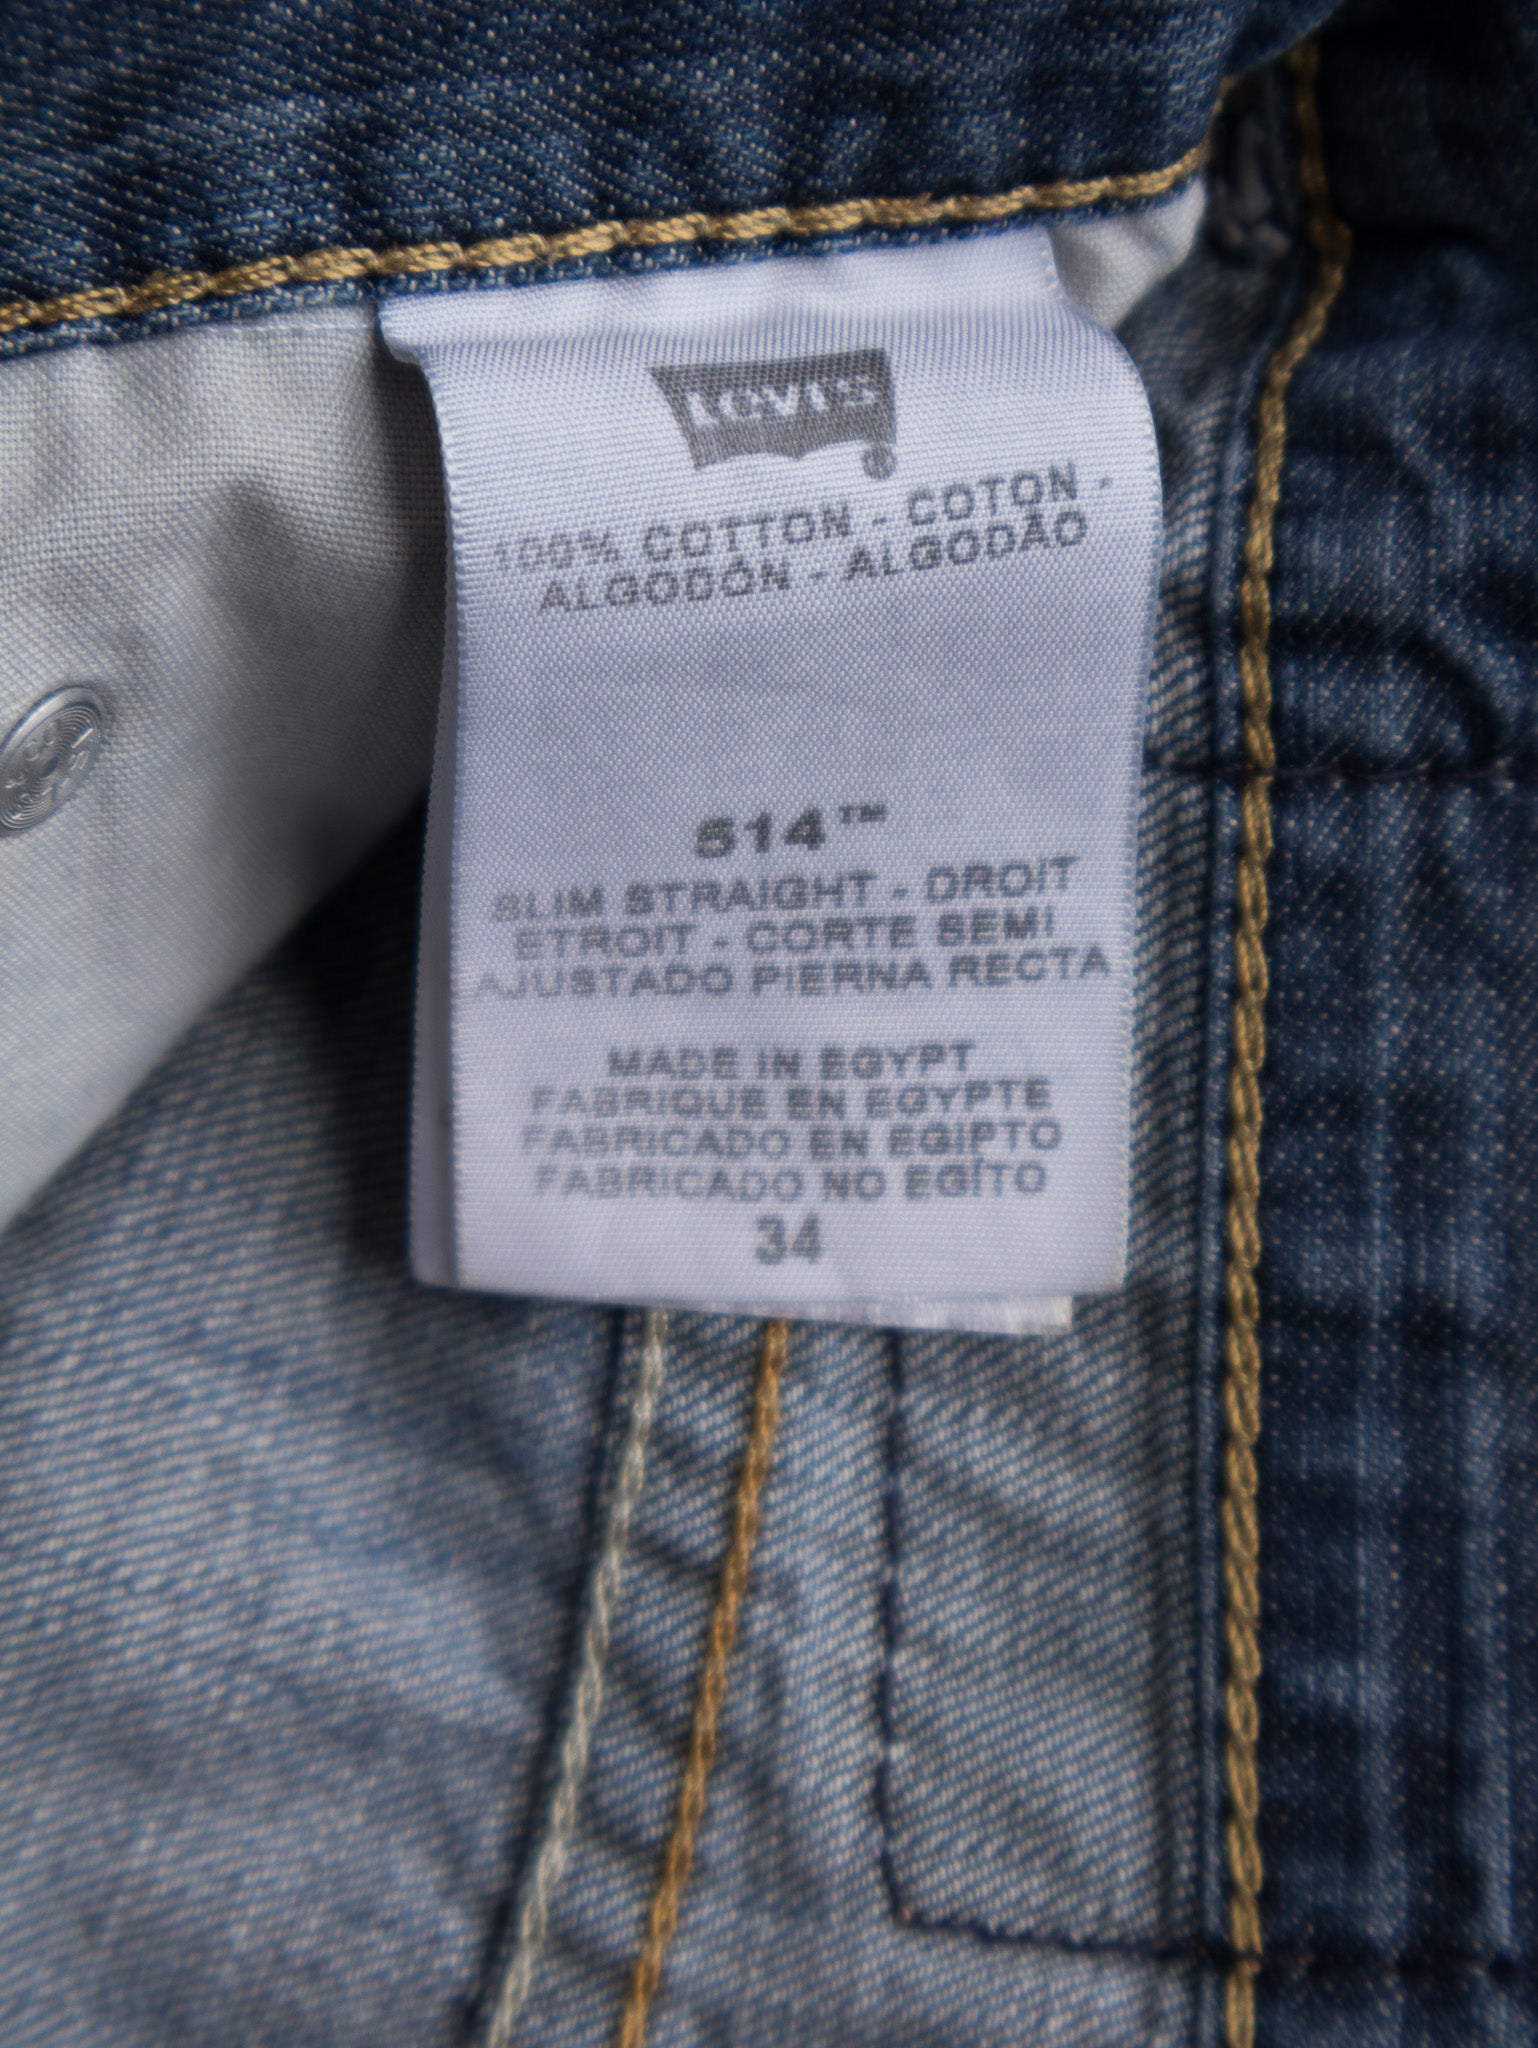 Levi's
®
100% COTTON - COTON -
ALGODÓN - ALGODÃO
514™
SLIM STRAIGHT - DROIT
ETROIT - CORTE SEMI
AJUSTADO PIERNA RECTA
MADE IN EGYPT
FABRIQUE EN EGYPTE
FABRICADO EN EGIPTO
FABRICADO NO EGÍTO
34